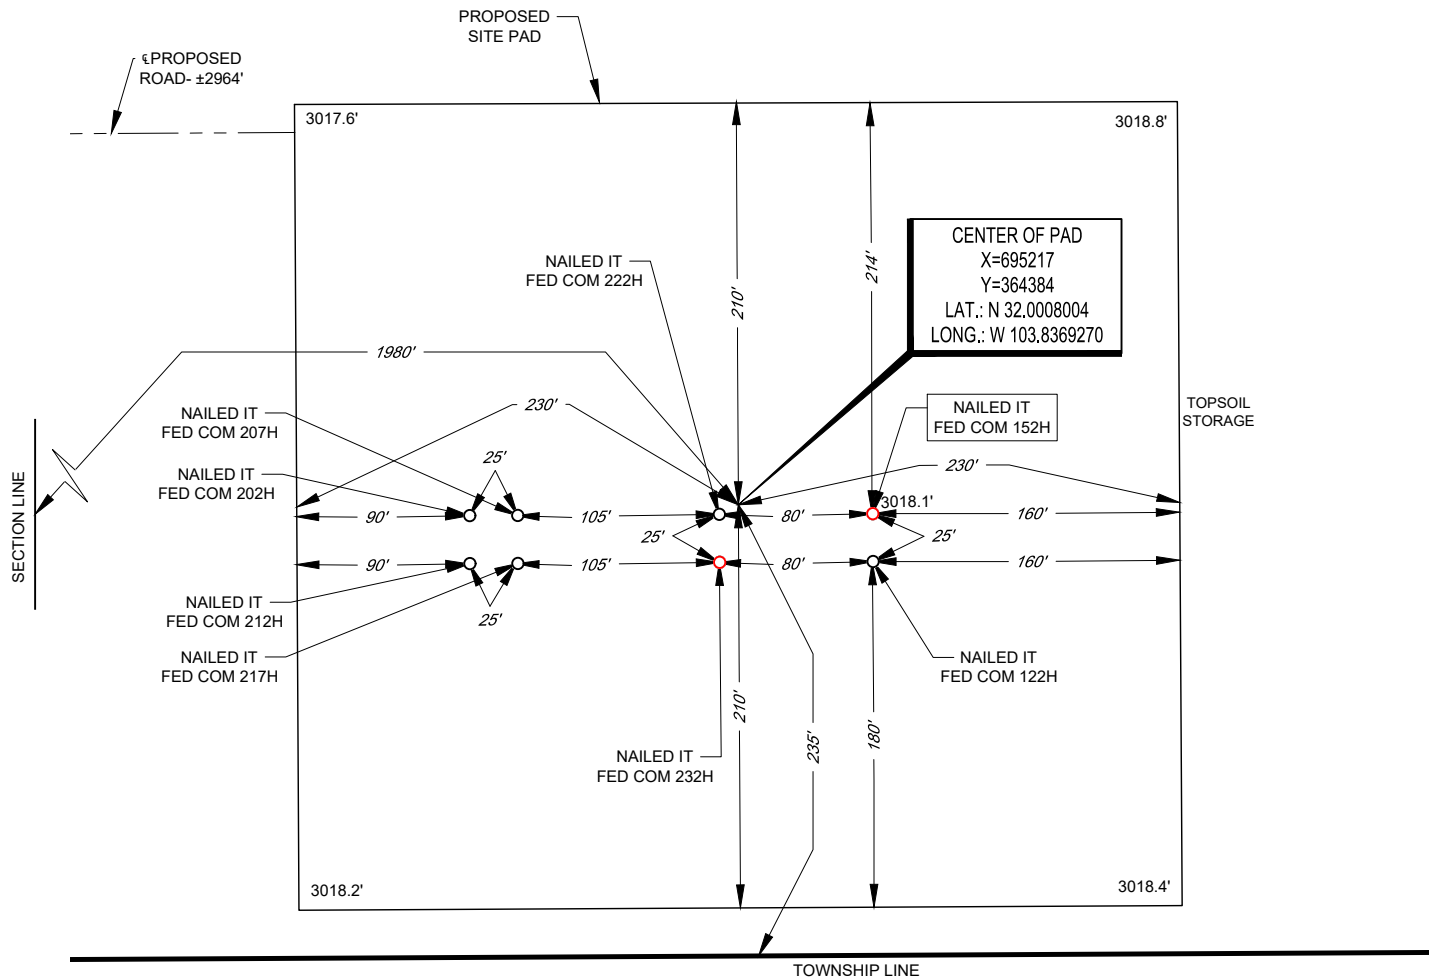 PROPOSED
SITE PAD
℄PROPOSED
ROAD- ±2964'
3017.6'
3018.8'
CENTER OF PAD
X=695217
Y=364384
LAT.: N 32.0008004
LONG.: W 103.8369270
NAILED IT
FED COM 222H
210'
214'
1980'
230'
NAILED IT
FED COM 207H
NAILED IT
FED COM 152H
TOPSOIL
STORAGE
25'
230'
NAILED IT
FED COM 202H
3018.1'
90'
105'
80'
160'
25'
25'
SECTION LINE
90'
105'
80'
160'
NAILED IT
FED COM 212H
25'
NAILED IT
FED COM 217H
NAILED IT
FED COM 122H
210'
235'
180'
NAILED IT
FED COM 232H
3018.2'
3018.4'
TOWNSHIP LINE